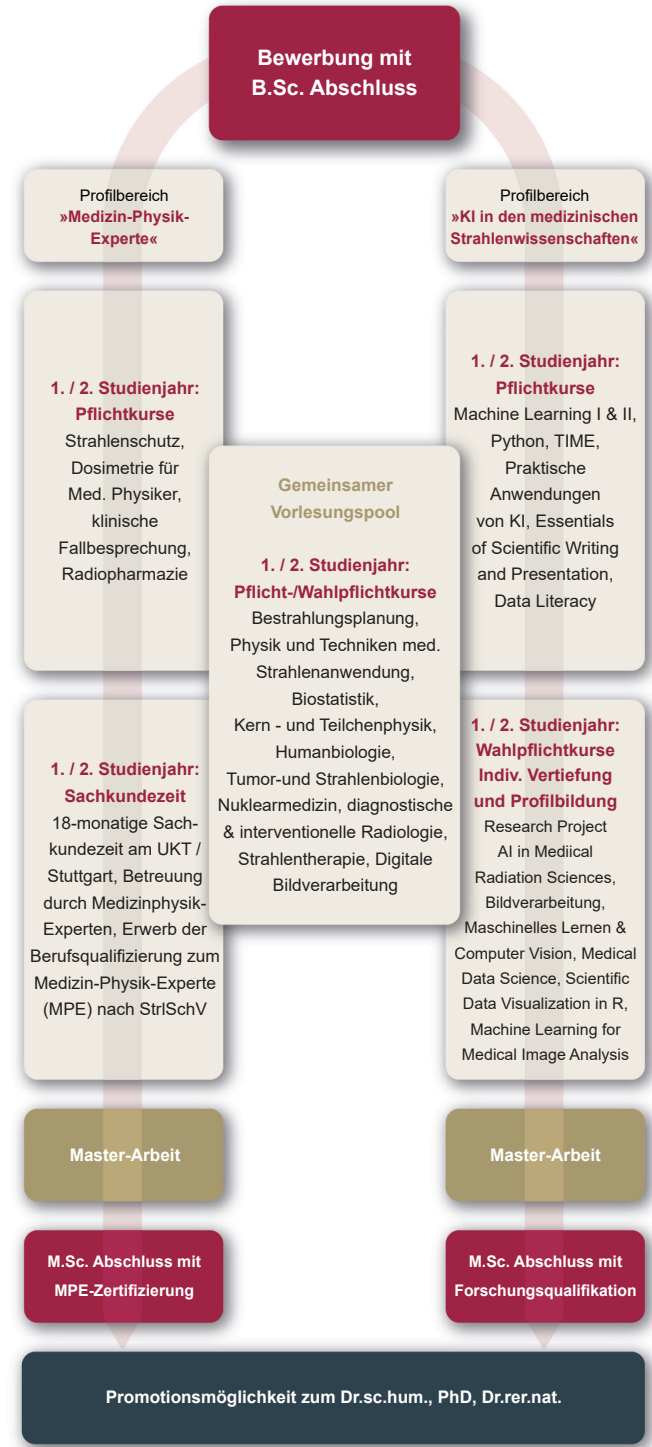 Bewerbung mit
B.Sc. Abschluss
Profilbereich
»Medizin-Physik-
Experte«
Profilbereich
»KI in den medizinischen
Strahlenwissenschaften«
1. / 2. Studienjahr:
Pflichtkurse
Strahlenschutz,
Dosimetrie für
Med. Physiker,
klinische
Fallbesprechung,
Radiopharmazie
1. / 2. Studienjahr:
Pflichtkurse
Machine Learning I & II,
Python, TIME,
Praktische
Anwendungen
von KI, Essentials
of Scientific Writing
and Presentation,
Data Literacy
Gemeinsamer
Vorlesungspool
1. / 2. Studienjahr:
Pflicht-/Wahlpflichtkurse
Bestrahlungsplanung,
Physik und Techniken med.
Strahlenanwendung,
Biostatistik,
Kern - und Teilchenphysik,
Humanbiologie,
Tumor-und Strahlenbiologie,
Nuklearmedizin, diagnostische
& interventionelle Radiologie,
Strahlentherapie, Digitale
Bildverarbeitung
1. / 2. Studienjahr:
Sachkundezeit
18-monatige Sach-
kundezeit am UKT /
Stuttgart, Betreuung
durch Medizinphysik-
Experten, Erwerb der
Berufsqualifizierung zum
Medizin-Physik-Experte
(MPE) nach StrlSchV
1. / 2. Studienjahr:
Wahlpflichtkurse
Indiv. Vertiefung
und Profilbildung
Research Project
AI in Mediical
Radiation Sciences,
Bildverarbeitung,
Maschinelles Lernen &
Computer Vision, Medical
Data Science, Scientific
Data Visualization in R,
Machine Learning for
Medical Image Analysis
Master-Arbeit
Master-Arbeit
M.Sc. Abschluss mit
MPE-Zertifizierung
M.Sc. Abschluss mit
Forschungsqualifikation
Promotionsmöglichkeit zum Dr.sc.hum., PhD, Dr.rer.nat.